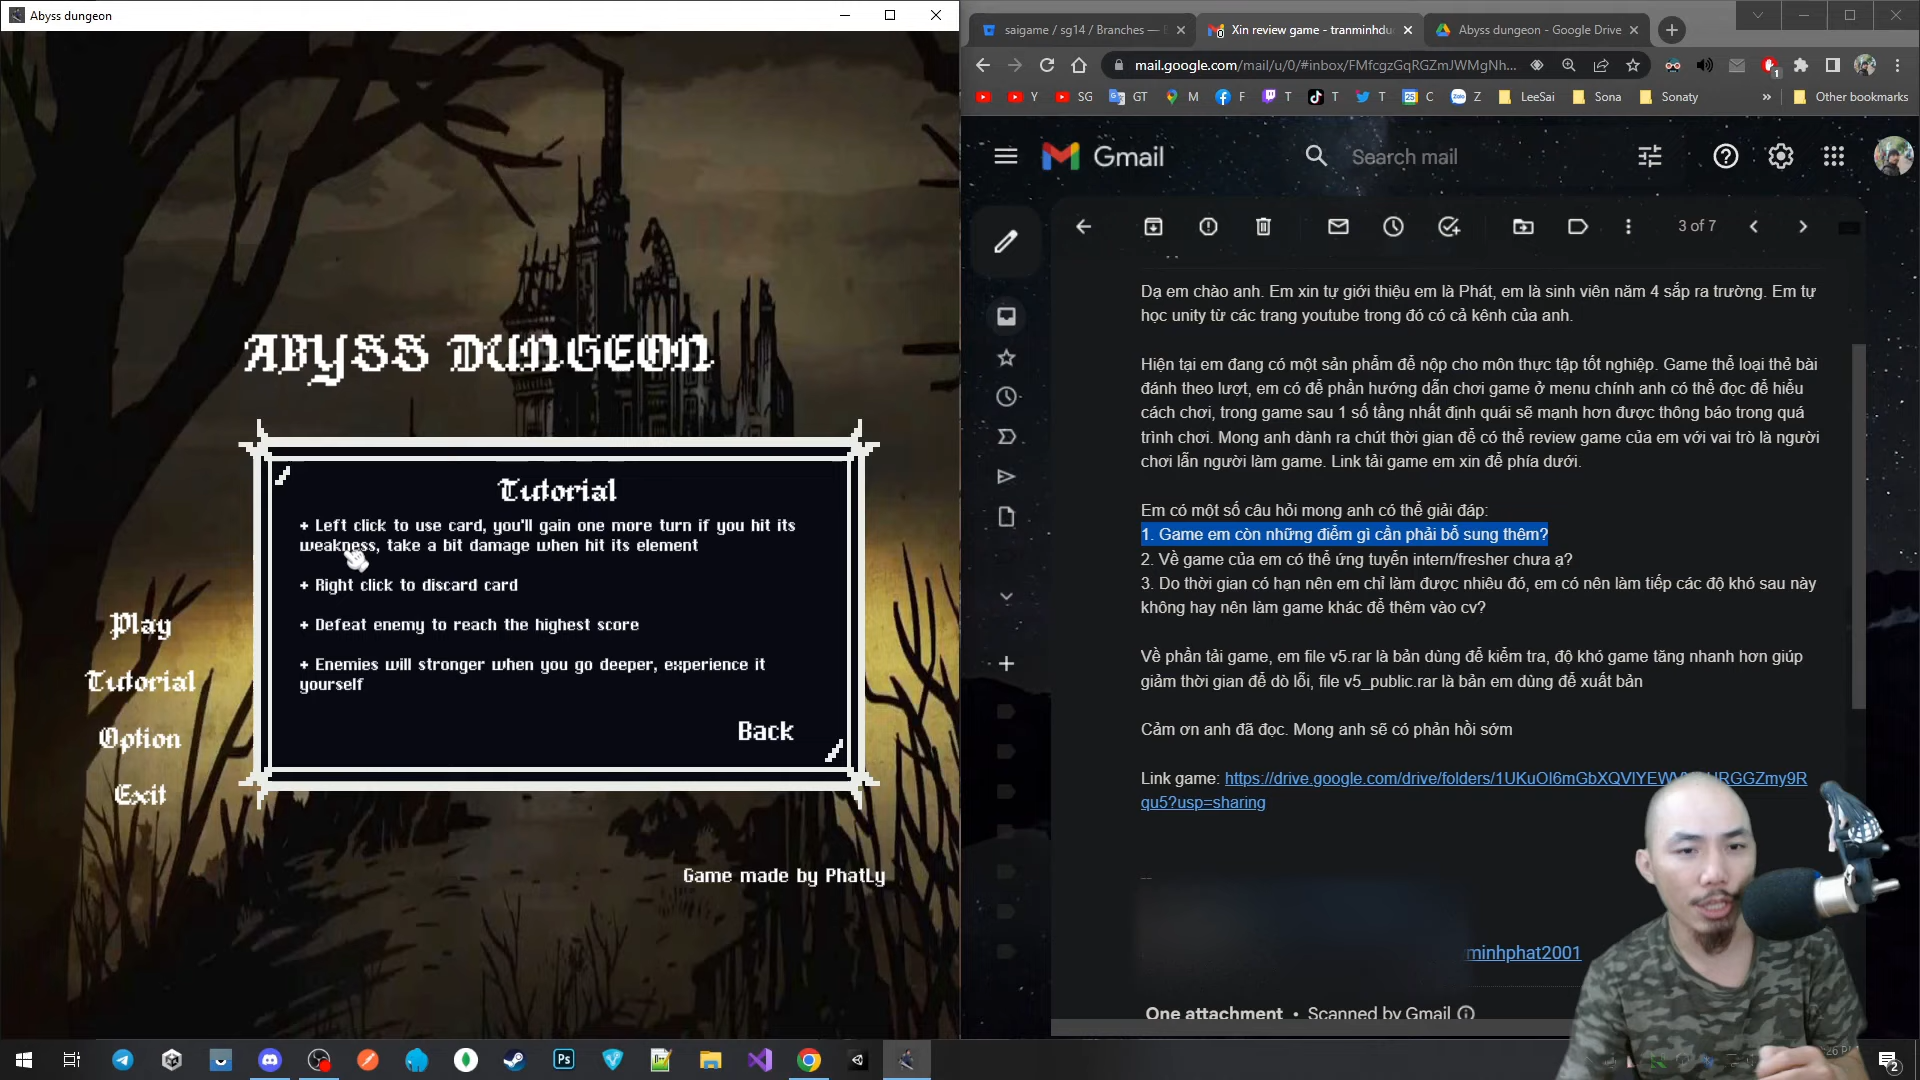 Abyss dungeon
ABYSS DUNGEON
Tutorial
+ Left click to use card, you'll gain one more turn if you hit its
weakness, take a bit damage when hit its element
+ Right click to discard card
+ Defeat enemy to reach the highest score
+ Enemies will stronger when you go deeper, experience it
yourself
Back
Play
Tutorial
Option
Exit
Game made by PhatLy
saigame / sg14 / Branches —
Xin review game - tranminhdu
Abyss dungeon - Google Drive
mail.google.com/mail/u/0/#inbox/FMfcgzGqRGZmJWMgNh...
Y
SG
GT
M
F
T
T
T
C
Z
LeeSai
Sona
Sonaty
»
Other bookmarks
Gmail
Search mail
3 of 7
Dạ em chào anh. Em xin tự giới thiệu em là Phát, em là sinh viên năm 4 sắp ra trường. Em tự
học unity từ các trang youtube trong đó có cả kênh của anh.
Hiện tại em đang có một sản phẩm để nộp cho môn thực tập tốt nghiệp. Game thể loại thẻ bài
đánh theo lượt, em có để phần hướng dẫn chơi game ở menu chính anh có thể đọc để hiểu
cách chơi, trong game sau 1 số tầng nhất định quái sẽ mạnh hơn được thông báo trong quá
trình chơi. Mong anh dành ra chút thời gian để có thể review game của em với vai trò là người
chơi lẫn người làm game. Link tải game em xin để phía dưới.
Em có một số câu hỏi mong anh có thể giải đáp:
1. Game em còn những điểm gì cần phải bổ sung thêm?
2. Về game của em có thể ứng tuyển intern/fresher chưa ạ?
3. Do thời gian có hạn nên em chỉ làm được nhiêu đó, em có nên làm tiếp các độ khó sau này
không hay nên làm game khác để thêm vào cv?
Về phần tải game, em file v5.rar là bản dùng để kiểm tra, độ khó game tăng nhanh hơn giúp
giảm thời gian để dò lỗi, file v5_public.rar là bản em dùng để xuất bản
Cảm ơn anh đã đọc. Mong anh sẽ có phản hồi sớm
Link game: https://drive.google.com/drive/folders/
qu5?usp=sharing
minhphat2001
One attachment • Scanned by Gmail